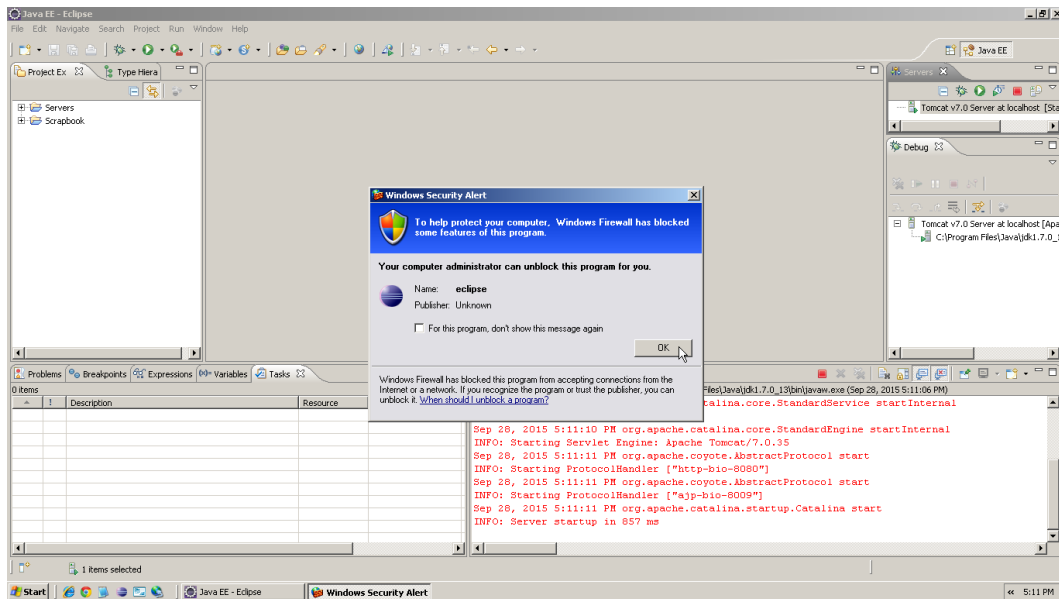 Java EE - Eclipse
File Edit Navigate Search Project Run Window Help
Java EE
Project Ex
Type Hiera
Servers
Servers
Scrapbook
Tomcat v7.0 Server at localhost [Sta
Debug
Tomcat v7.0 Server at localhost [Apa
C:\Program Files\Java\jdk1.7.0_1
Windows Security Alert
To help protect your computer, Windows Firewall has blocked
some features of this program.
Your computer administrator can unblock this program for you.
Name: eclipse
Publisher: Unknown
For this program, don't show this message again
OK
Windows Firewall has blocked this program from accepting connections from the
Internet or a network. If you recognize the program or trust the publisher, you can
unblock it. When should I unblock a program?
Problems Breakpoints Expressions Variables Tasks
0 items
! Description Resource
Files\Java\jdk1.7.0_13\bin\javaw.exe (Sep 28, 2015 5:11:06 PM)
talina.core.StandardService startInternal
Sep 28, 2015 5:11:10 PM org.apache.catalina.core.StandardEngine startInternal
INFO: Starting Servlet Engine: Apache Tomcat/7.0.35
Sep 28, 2015 5:11:11 PM org.apache.coyote.AbstractProtocol start
INFO: Starting ProtocolHandler ["http-bio-8080"]
Sep 28, 2015 5:11:11 PM org.apache.coyote.AbstractProtocol start
INFO: Starting ProtocolHandler ["ajp-bio-8009"]
Sep 28, 2015 5:11:11 PM org.apache.catalina.startup.Catalina start
INFO: Server startup in 857 ms
1 items selected
Start
Java EE - Eclipse
Windows Security Alert
5:11 PM